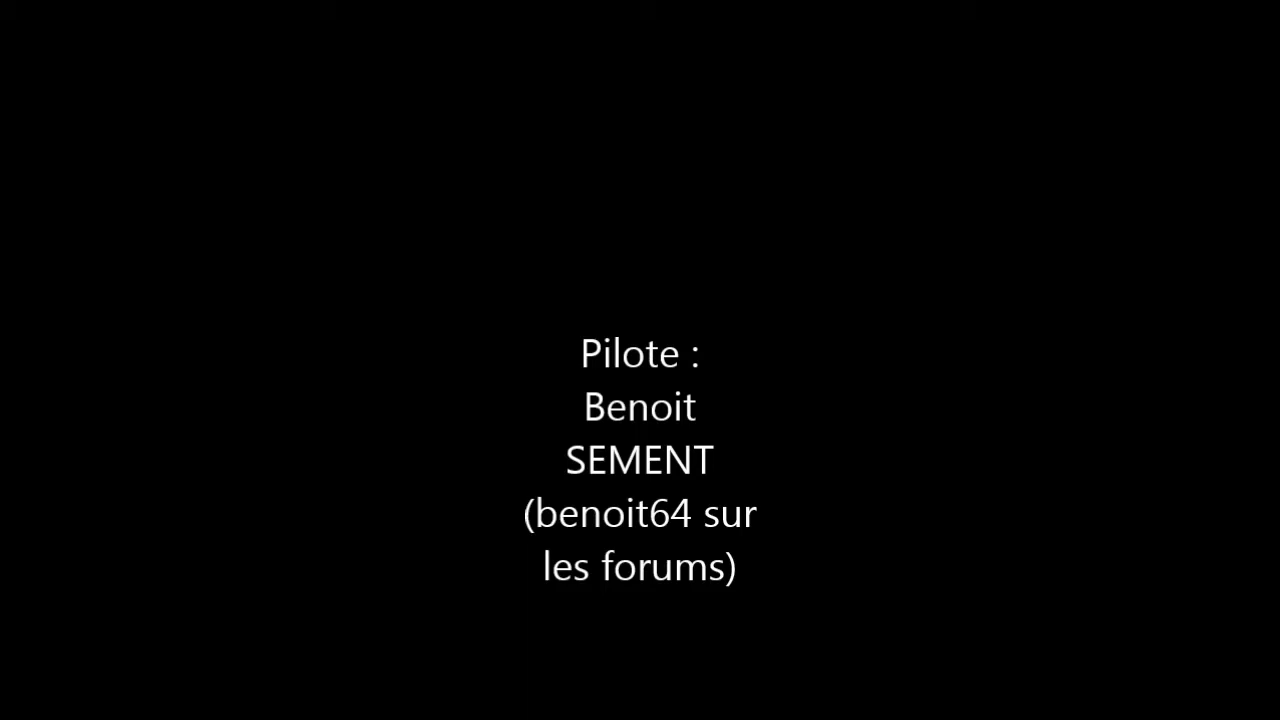 Pilote :
Benoit
SEMENT
(benoit64 sur
les forums)